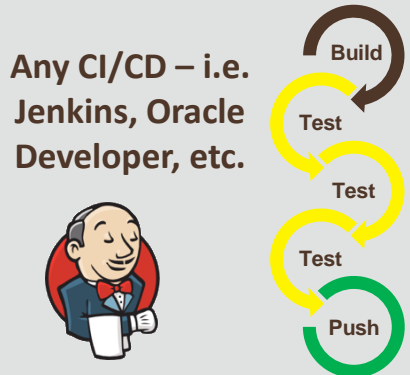 Any CI/CD – i.e.
Jenkins, Oracle
Developer, etc.
Build
Test
Test
Test
Push